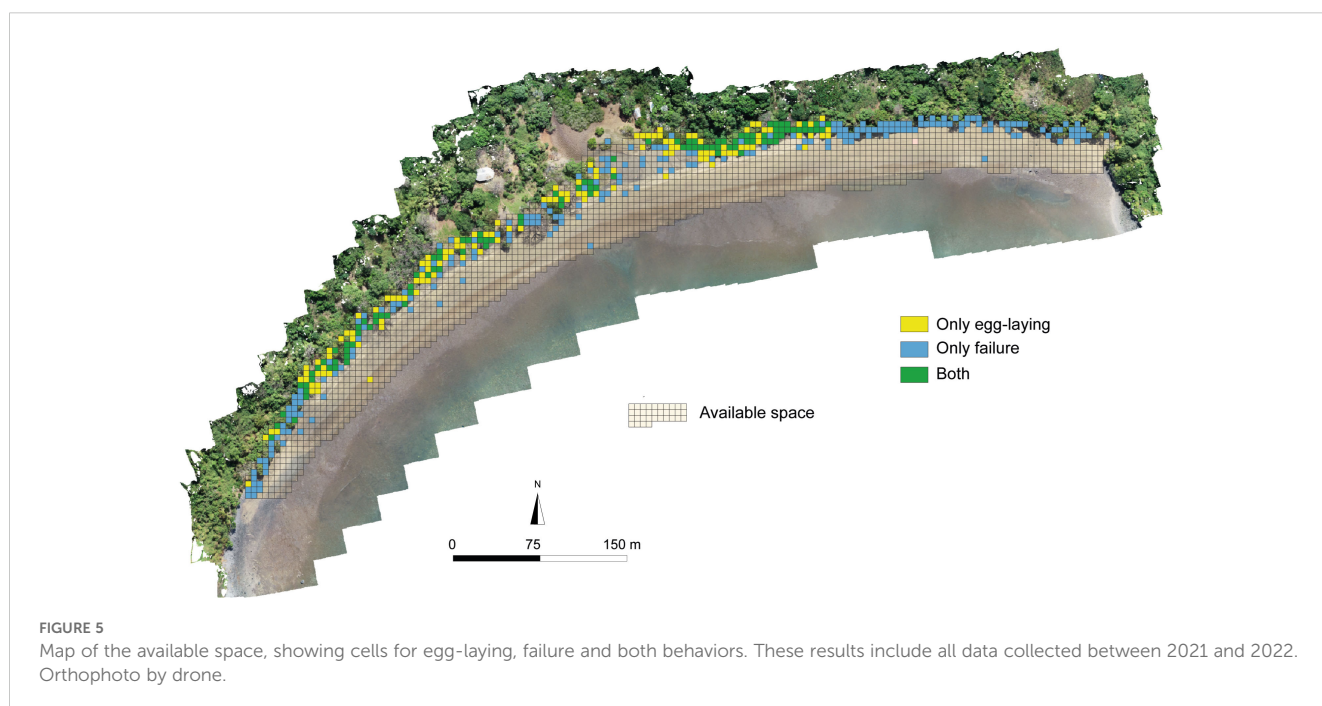 Only egg-laying
Only failure
Both
Available space
N
0 75 150 m
FIGURE 5
Map of the available space, showing cells for egg-laying, failure and both behaviors. These results include all data collected between 2021 and 2022.
Orthophoto by drone.